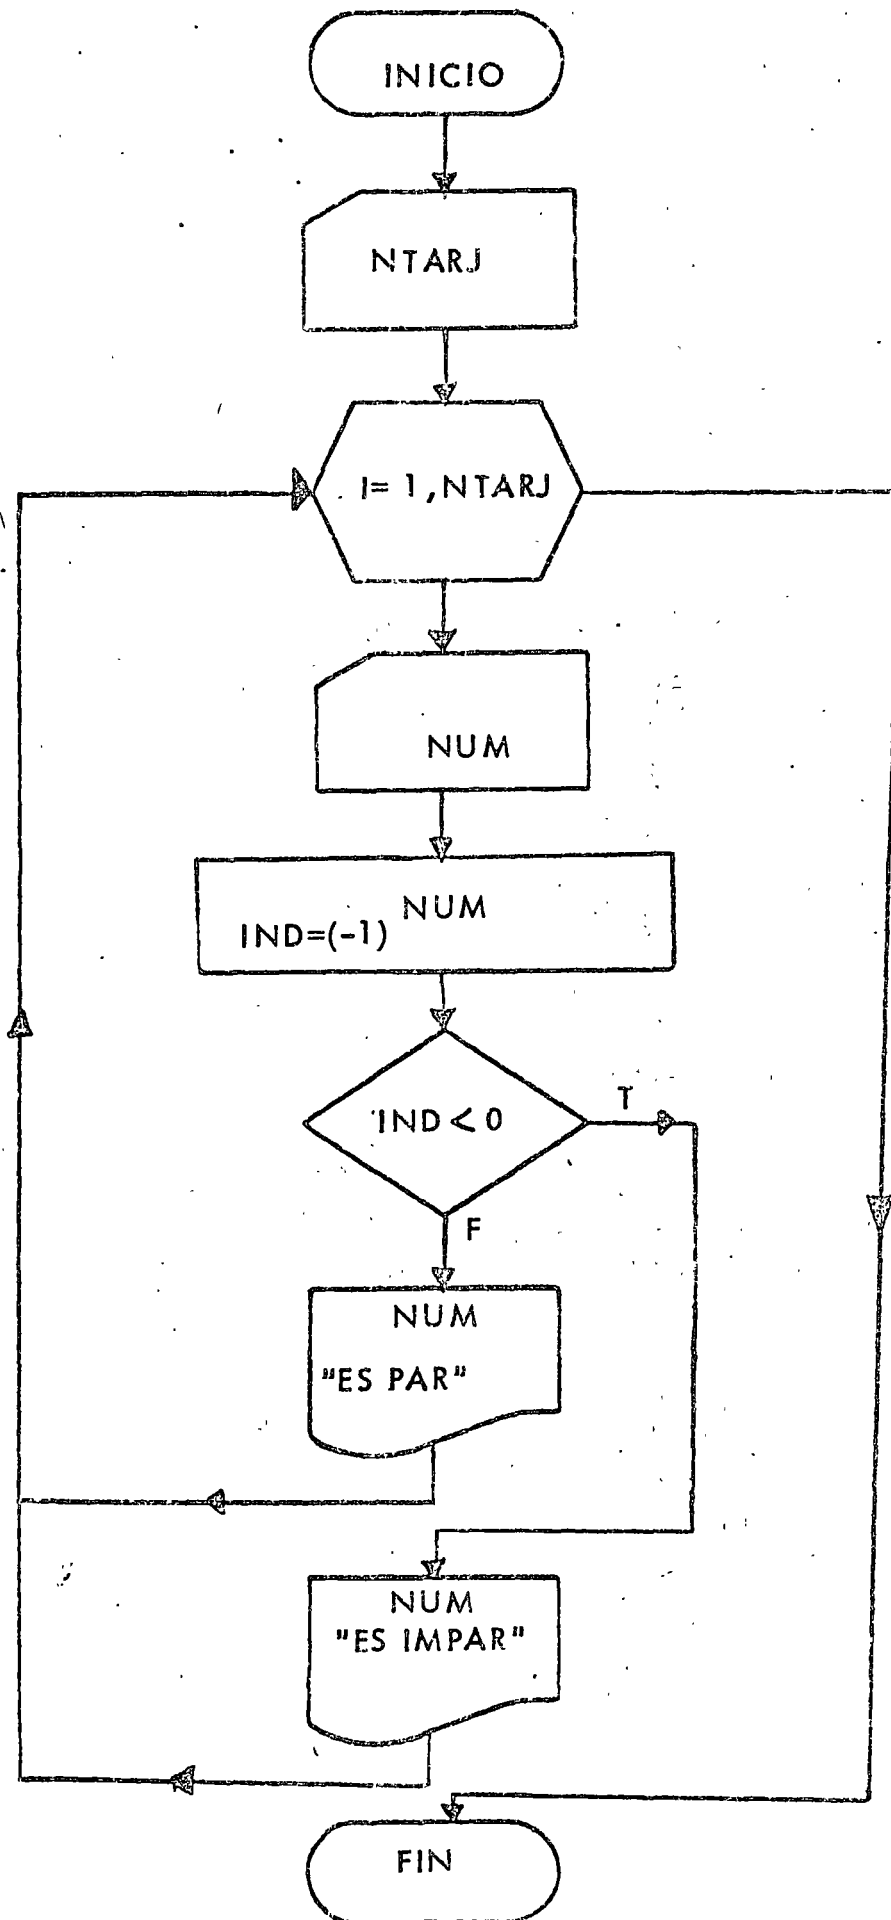 INICIO
NTARJ
I= 1,NTARJ
NUM
NUM
IND=(-1)
IND < 0
T
F
NUM
"ES PAR"
NUM
"ES IMPAR"
FIN